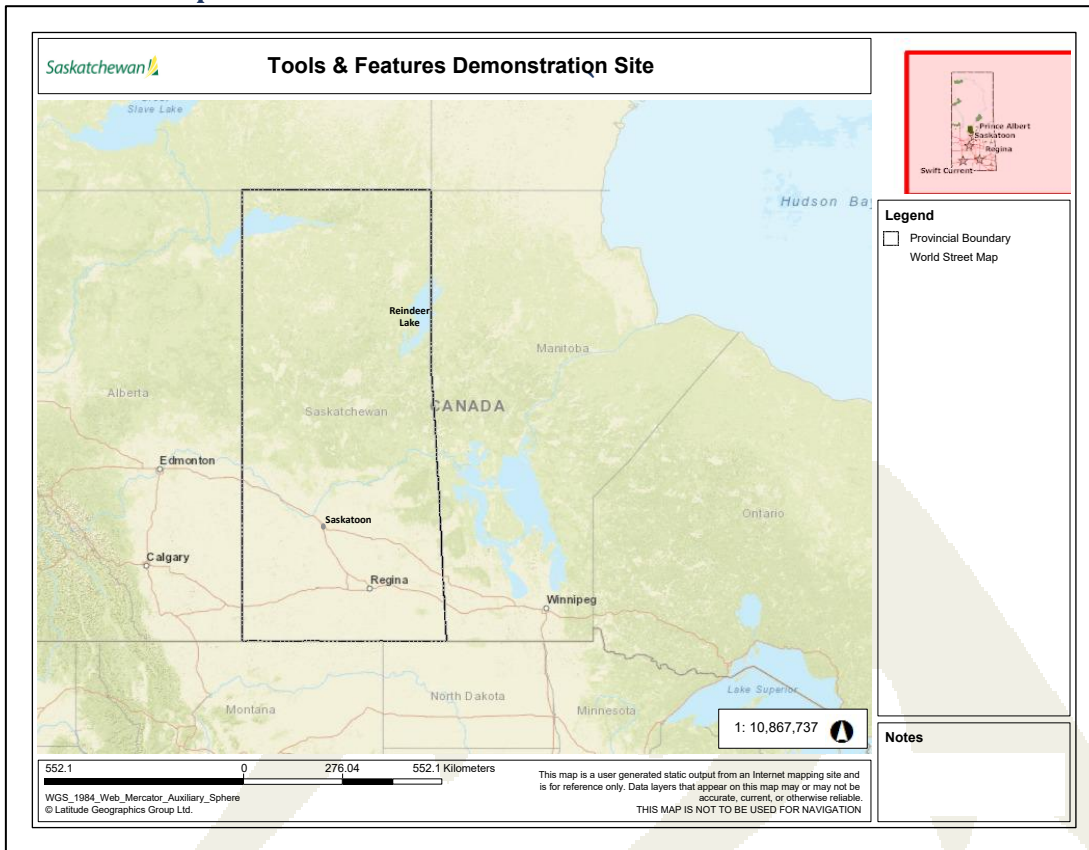 Saskatchewan
Tools & Features Demonstration Site
Slave Lake
Hudson Bay
Reindeer
Lake
Manitoba
Alberta
Saskatchewan
CANADA
Edmonton
Saskatoon
Ontario
Calgary
Regina
Winnipeg
North Dakota
Lake Superior
Montana
Minnesota
1: 10,867,737
Prince Albert
Saskatoon
Regina
Swift Current
Legend
Provincial Boundary
World Street Map
Notes
552.1 0 276.04 552.1 Kilometers
WGS_1984_Web_Mercator_Auxiliary_Sphere
© Latitude Geographics Group Ltd.
This map is a user generated static output from an Internet mapping site and
is for reference only. Data layers that appear on this map may or may not be
accurate, current, or otherwise reliable.
THIS MAP IS NOT TO BE USED FOR NAVIGATION